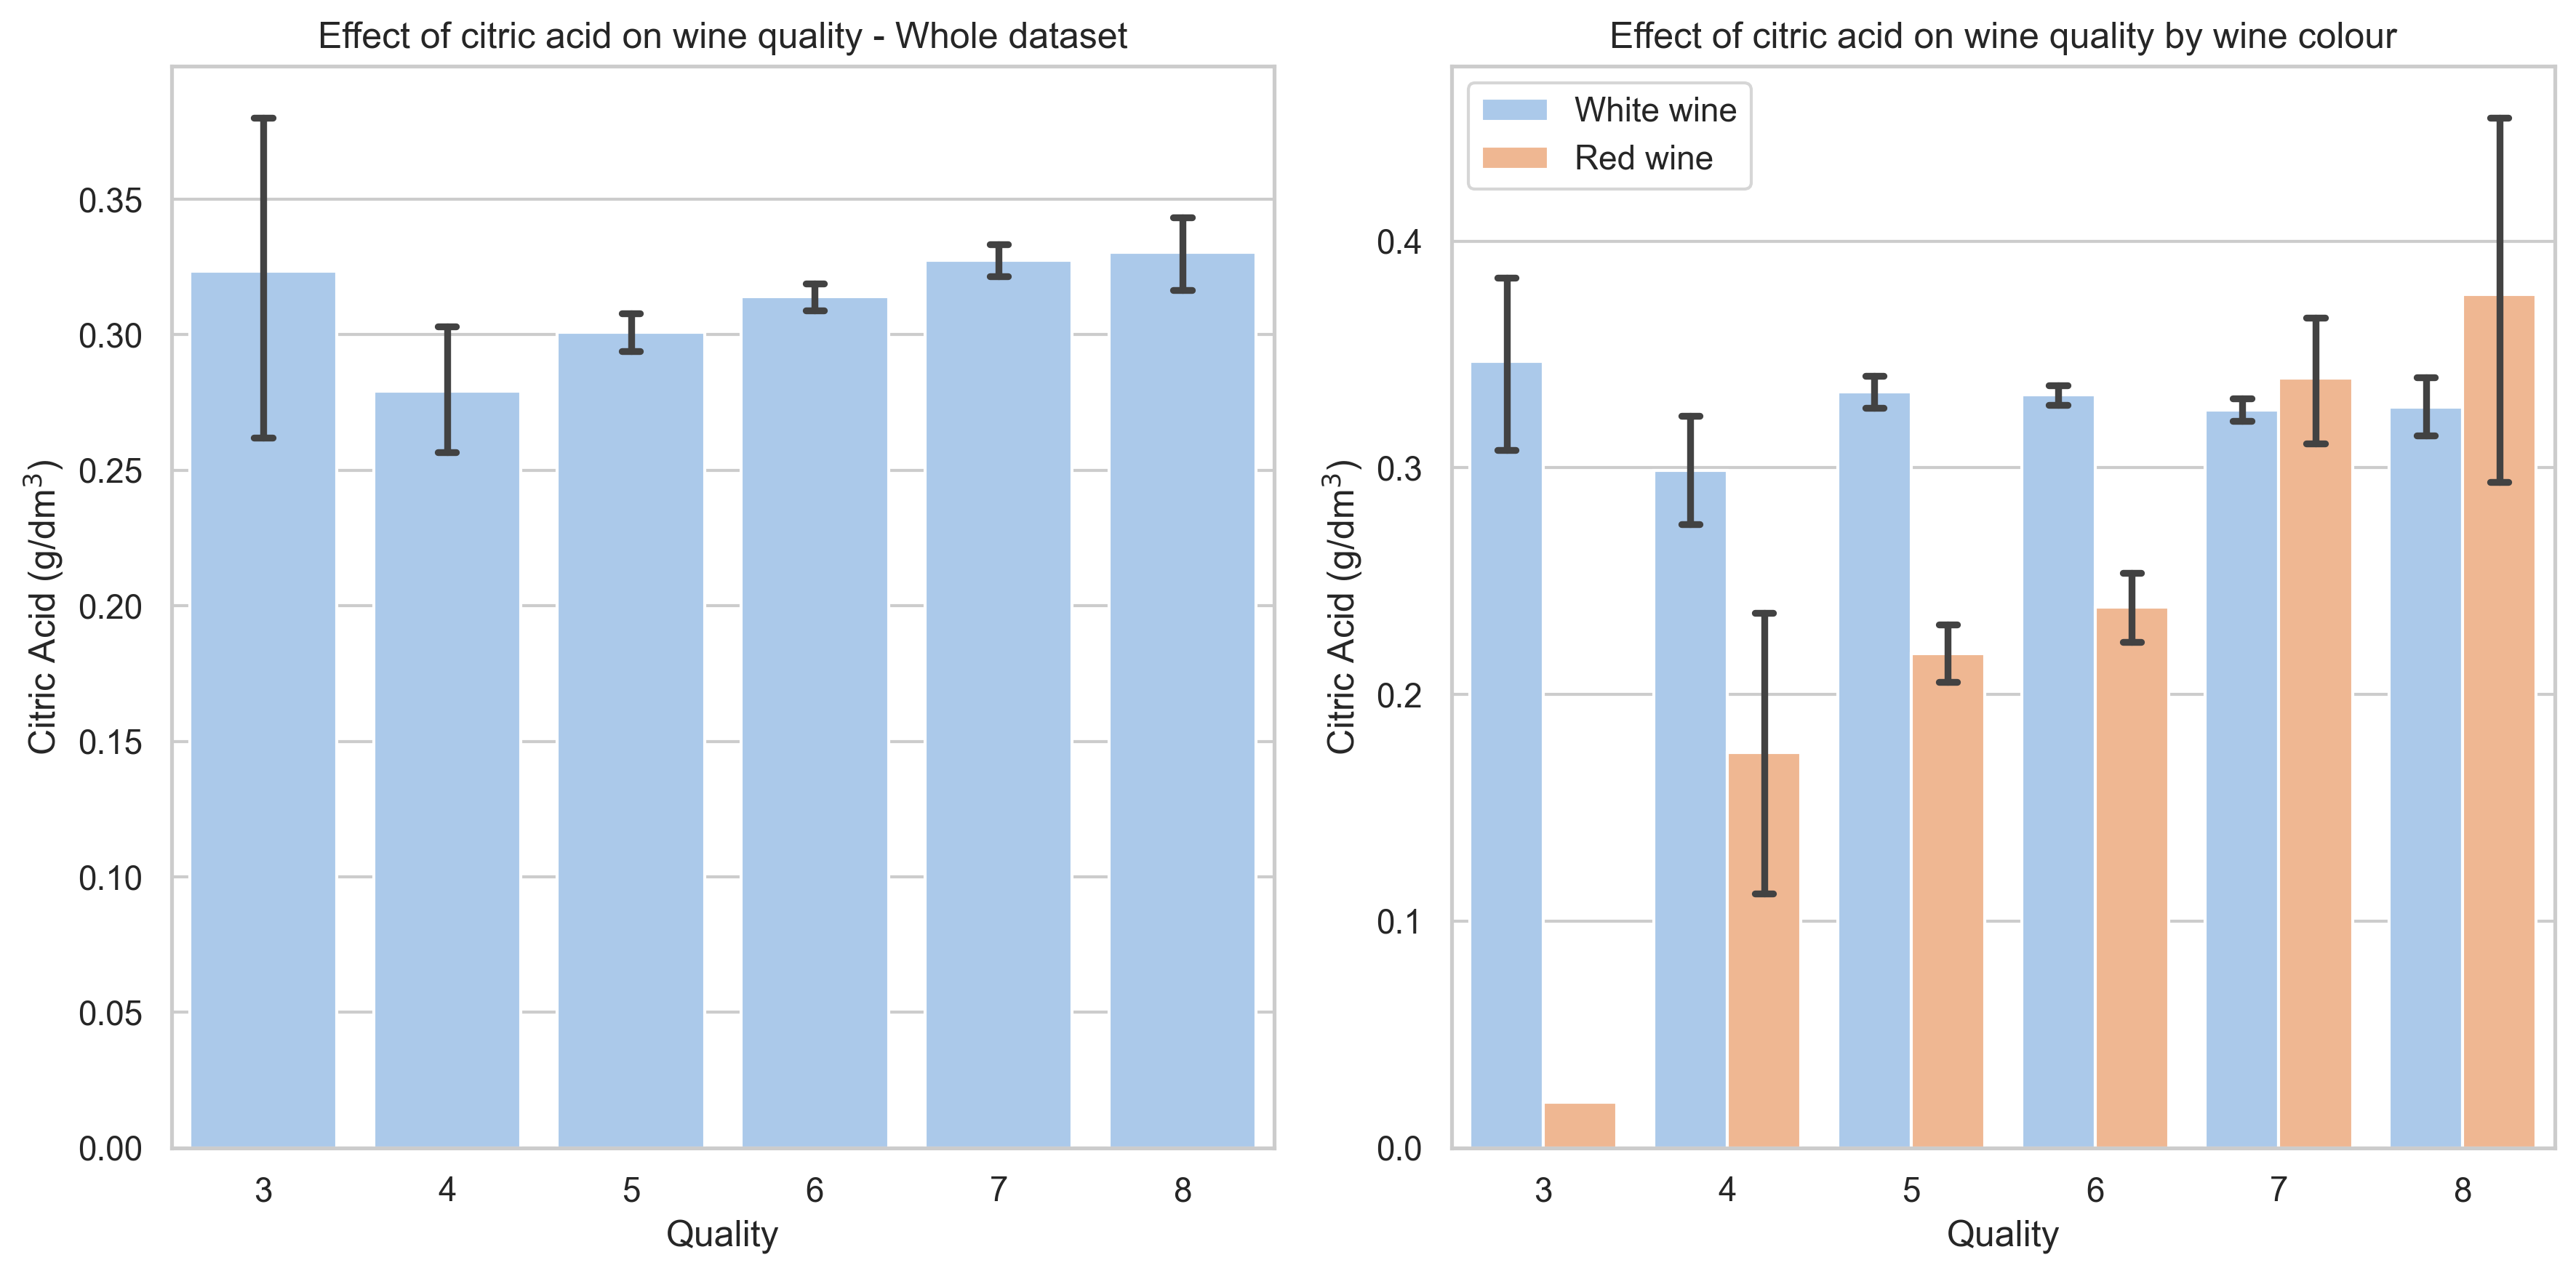 Effect of citric acid on wine quality - Whole dataset
Citric Acid (g/dm³)
0.35
0.30
0.25
0.20
0.15
0.10
0.05
0.00
3 4 5 6 7 8
Quality
Effect of citric acid on wine quality by wine colour
White wine
Red wine
Citric Acid (g/dm³)
0.4
0.3
0.2
0.1
0.0
3 4 5 6 7 8
Quality